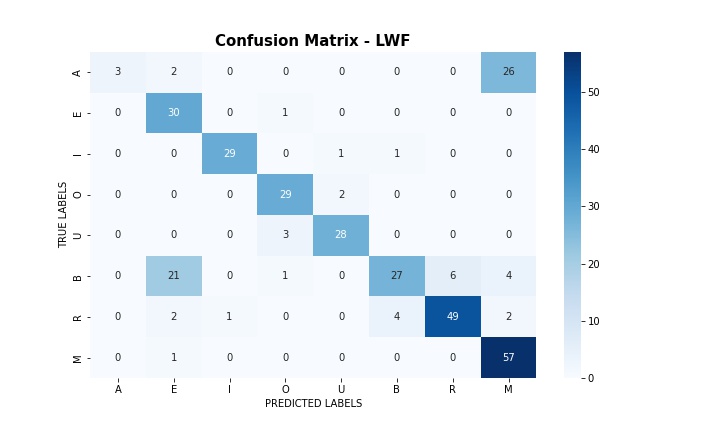 Confusion Matrix - LWF
A 3 2 0 0 0 0 0 26
E 0 30 0 1 0 0 0 0
I 0 0 29 0 1 1 0 0
O 0 0 0 29 2 0 0 0
U 0 0 0 3 28 0 0 0
B 0 21 0 1 0 27 6 4
R 0 2 1 0 0 4 49 2
M 0 1 0 0 0 0 0 57
A E I O U B R M
PREDICTED LABELS
TRUE LABELS
50
40
30
20
10
0